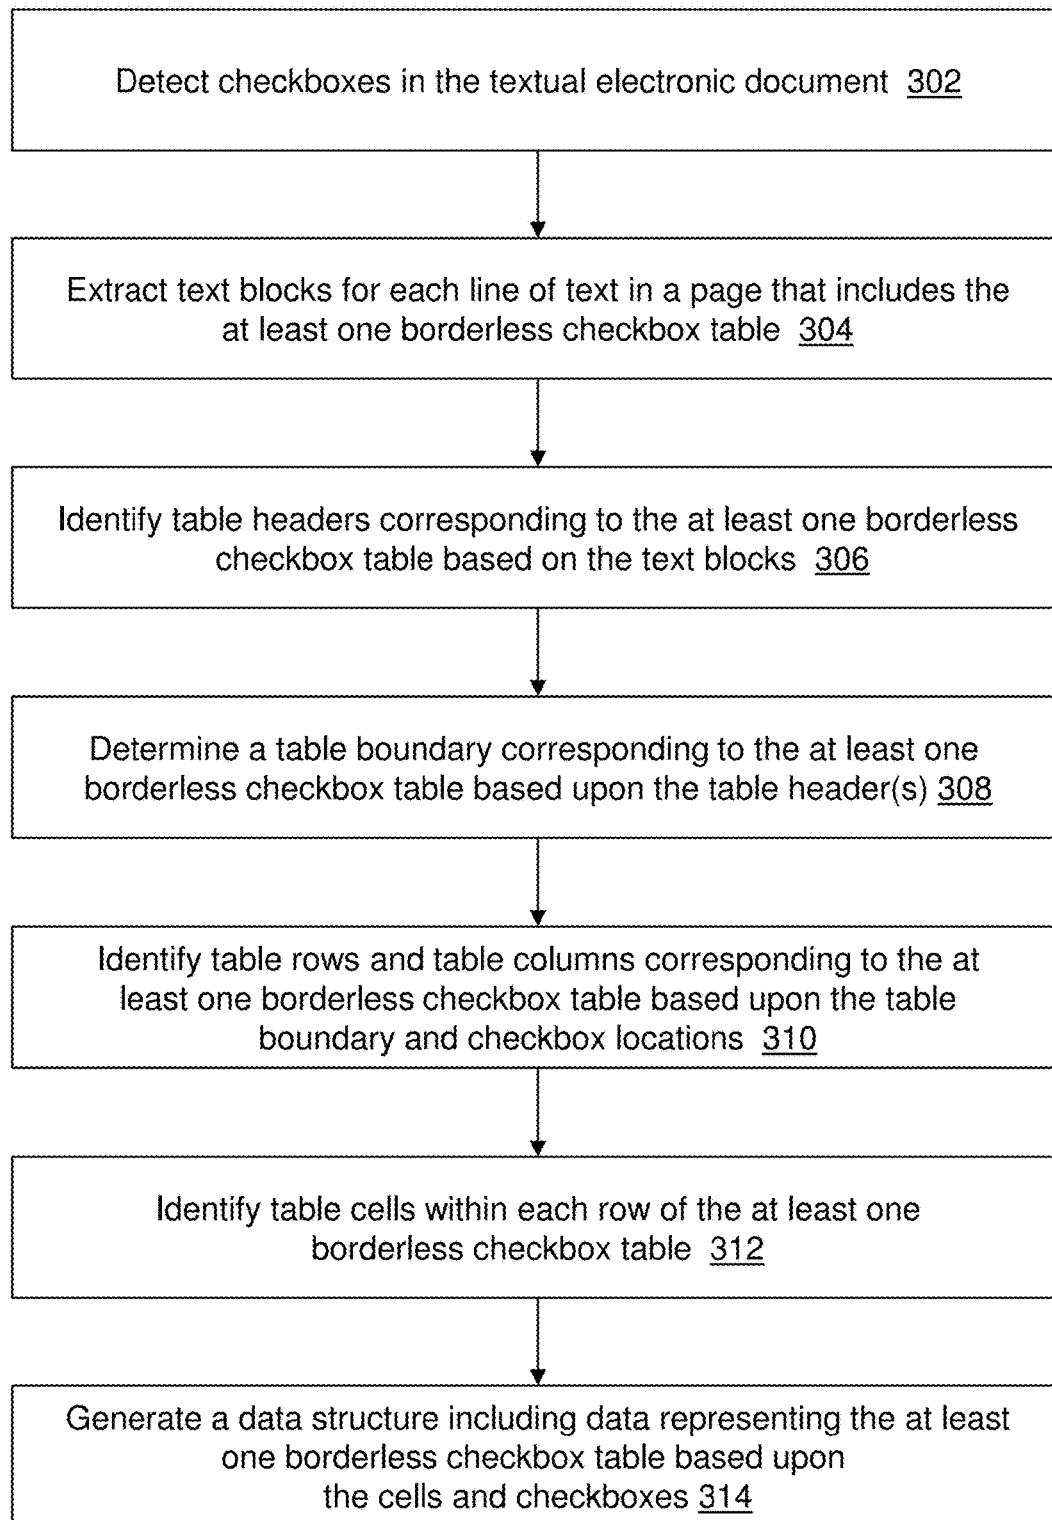 Detect checkboxes in the textual electronic document 302
Extract text blocks for each line of text in a page that includes the
at least one borderless checkbox table 304
Identify table headers corresponding to the at least one borderless
checkbox table based on the text blocks 306
Determine a table boundary corresponding to the at least one
borderless checkbox table based upon the table header(s) 308
Identify table rows and table columns corresponding to the at
least one borderless checkbox table based upon the table
boundary and checkbox locations 310
Identify table cells within each row of the at least one
borderless checkbox table 312
Generate a data structure including data representing the at least
one borderless checkbox table based upon
the cells and checkboxes 314